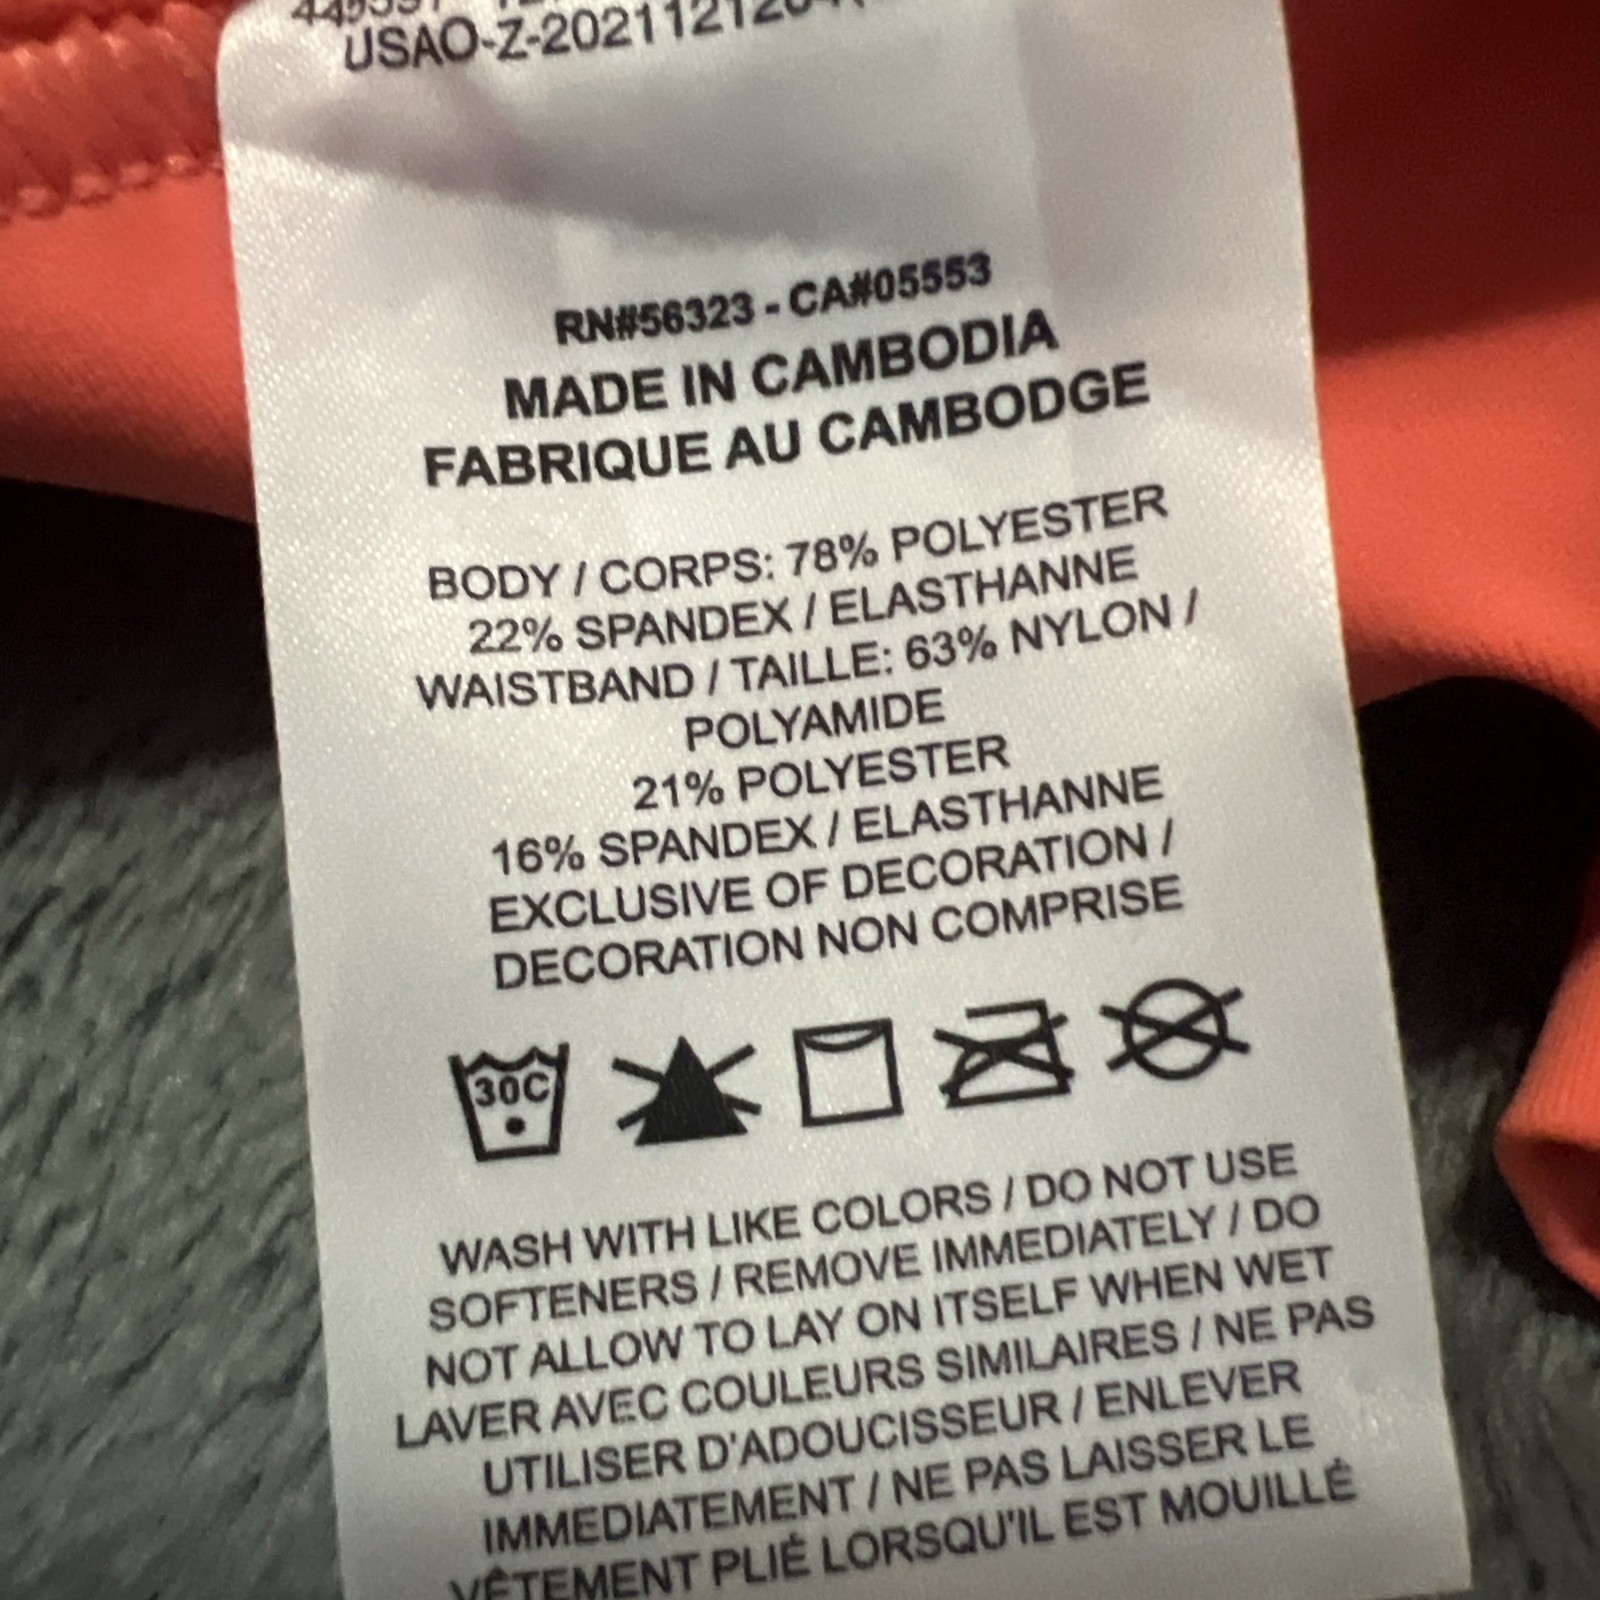 USAO-Z-202112120
RN#56323 - CA#05553
MADE IN CAMBODIA
FABRIQUE AU CAMBODGE
BODY / CORPS: 78% POLYESTER
22% SPANDEX / ELASTHANNE
WAISTBAND / TAILLE: 63% NYLON /
POLYAMIDE
21% POLYESTER
16% SPANDEX / ELASTHANNE
EXCLUSIVE OF DECORATION /
DECORATION NON COMPRISE
30C
WASH WITH LIKE COLORS / DO NOT USE
SOFTENERS / REMOVE IMMEDIATELY / DO
NOT ALLOW TO LAY ON ITSELF WHEN WET
LAVER AVEC COULEURS SIMILAIRES / NE PAS
UTILISER D'ADOUCISSEUR / ENLEVER
IMMEDIATEMENT / NE PAS LAISSER LE
VÊTEMENT PLIÉ LORSQU'IL EST MOUILLÉ